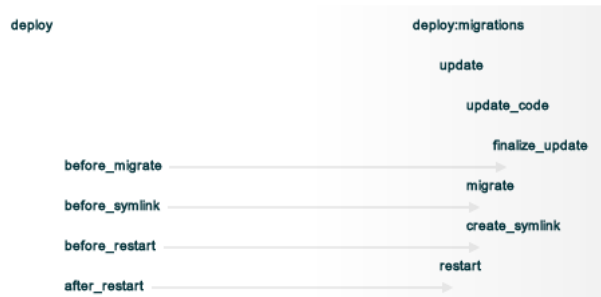 deploy deploy:migrations
update
update_code
finalize_update
before_migrate
migrate
before_symlink
create_symlink
before_restart
restart
after_restart